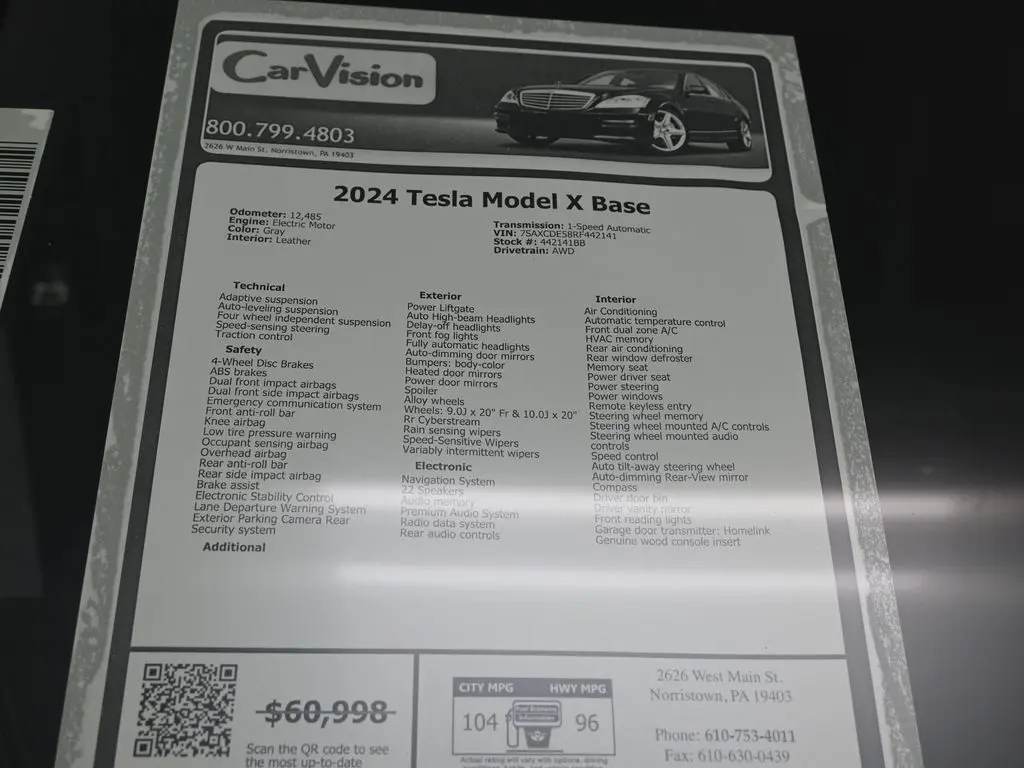 CarVision
800.799.4803
2626 W Main St. Norristown, PA 19403
2024 Tesla Model X Base
Odometer: 12,485
Engine: Electric Motor
Color: Gray
Interior: Leather
Transmission: 1-Speed Automatic
VIN: 7SAXCDE58RF442141
Stock #: 442141BB
Drivetrain: AWD
Technical
Adaptive suspension
Auto-leveling suspension
Four wheel independent suspension
Speed-sensing steering
Traction control
Safety
4-Wheel Disc Brakes
ABS brakes
Dual front impact airbags
Dual front side impact airbags
Emergency communication system
Front anti-roll bar
Knee airbag
Low tire pressure warning
Occupant sensing airbag
Overhead airbag
Rear anti-roll bar
Rear side impact airbag
Brake assist
Electronic Stability Control
Lane Departure Warning System
Exterior Parking Camera Rear
Security system
Additional
Exterior
Power Liftgate
Auto High-beam Headlights
Delay-off headlights
Front fog lights
Fully automatic headlights
Auto-dimming door mirrors
Bumpers: body-color
Heated door mirrors
Power door mirrors
Spoiler
Alloy wheels
Wheels: 9.0J x 20" Fr & 10.0J x 20"
Rr Cyberstream
Rain sensing wipers
Speed-Sensitive Wipers
Variably intermittent wipers
Electronic
Navigation System
22 Speakers
Audio memory
Premium Audio System
Radio data system
Rear audio controls
Interior
Air Conditioning
Automatic temperature control
Front dual zone A/C
HVAC memory
Rear air conditioning
Rear window defroster
Memory seat
Power driver seat
Power steering
Power windows
Remote keyless entry
Steering wheel memory
Steering wheel mounted A/C controls
Steering wheel mounted audio
controls
Speed control
Auto tilt-away steering wheel
Auto-dimming Rear-View mirror
Compass
Driver door bin
Driver vanity mirror
Front reading lights
Garage door transmitter: Homelink
Genuine wood console insert
$60,998
Scan the QR code to see
the most up-to-date
CITY MPG
HWY MPG
104
Fuel Economy
Information
96
Actual rating will vary with options, driving
2626 West Main St.
Norristown, PA 19403
Phone: 610-753-4011
Fax: 610-630-0439